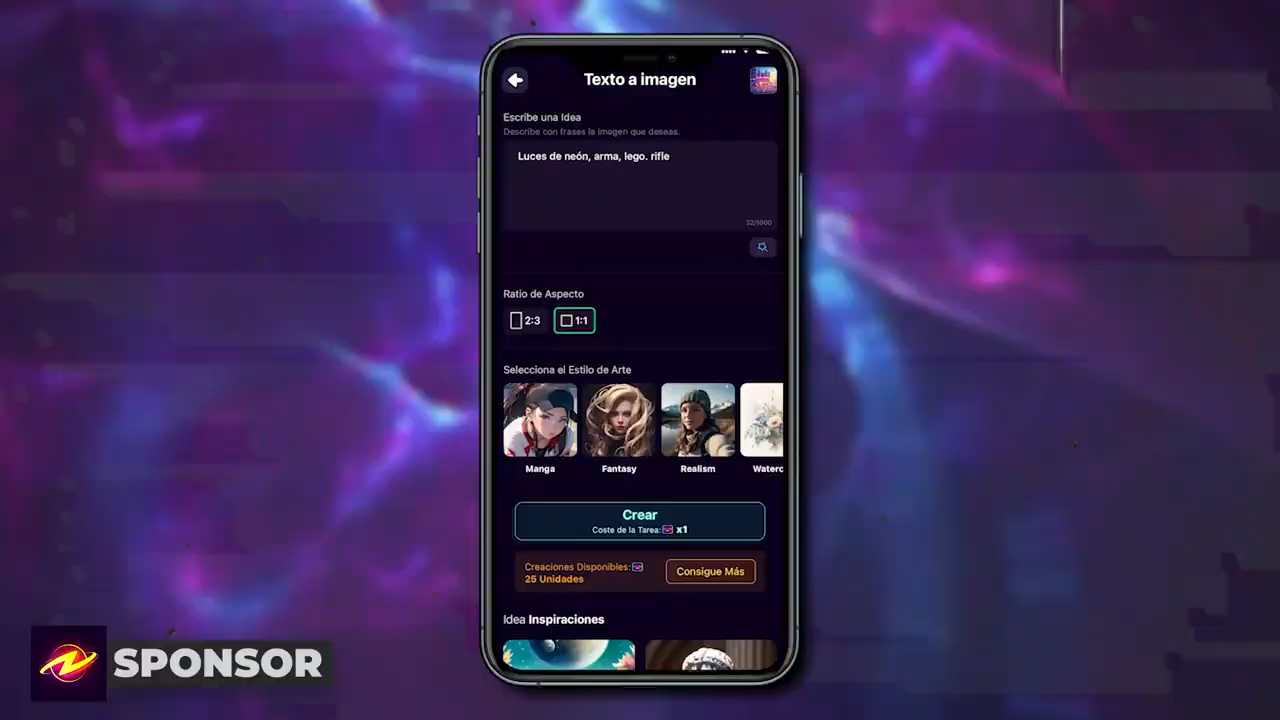 Texto a imagen
Escribe una Idea
Describe con frases la imagen que deseas.
Luces de neón, arma, lego. rifle
32/1000
Ratio de Aspecto
2:3 1:1
Selecciona el Estilo de Arte
Manga Fantasy Realism Waterc
Crear
Coste de la Tarea: x1
Creaciones Disponibles:
25 Unidades
Consigue Más
Idea Inspiraciones
SPONSOR